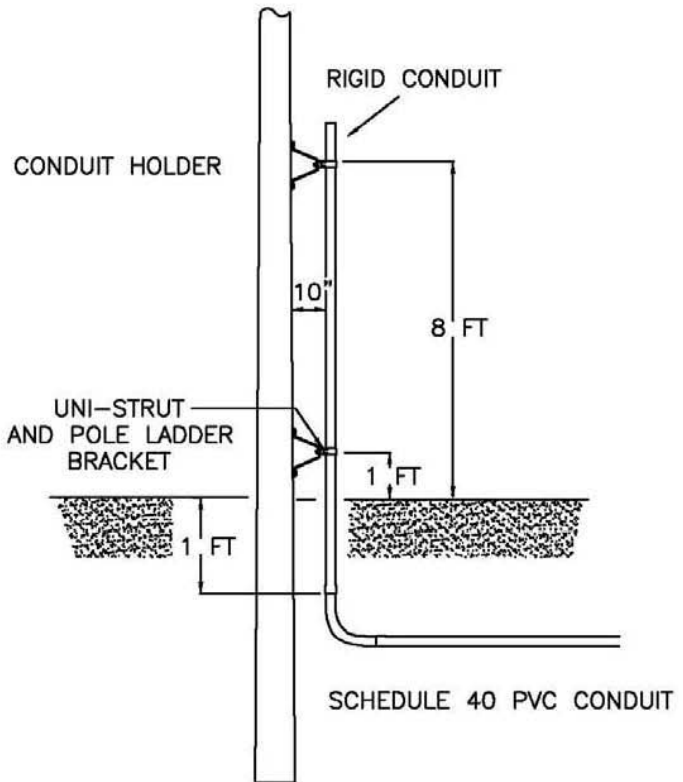 RIGID CONDUIT
CONDUIT HOLDER
10"
8 FT
UNI-STRUT
AND POLE LADDER
BRACKET
1 FT
1 FT
SCHEDULE 40 PVC CONDUIT